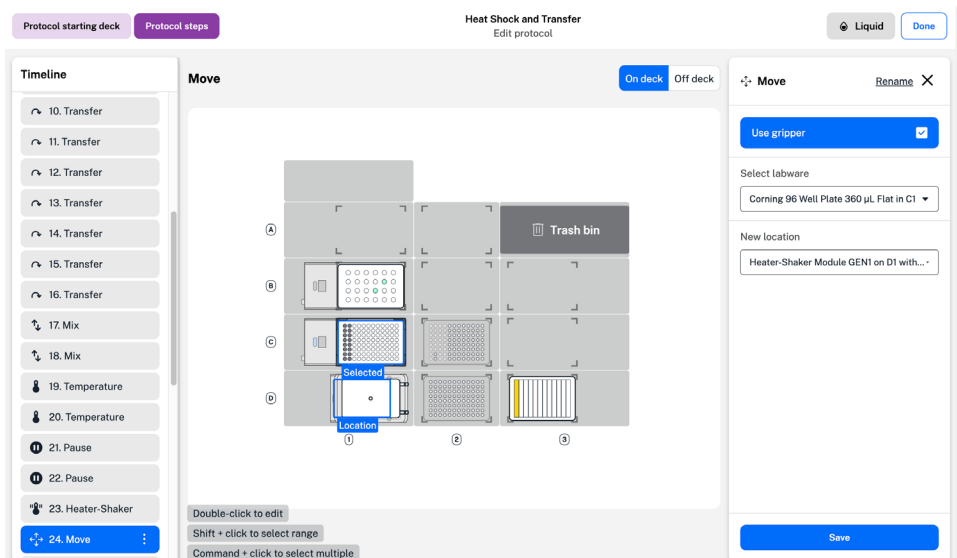 Protocol starting deck
Protocol steps
Heat Shock and Transfer
Edit protocol
Liquid
Done
Timeline
10. Transfer
11. Transfer
12. Transfer
13. Transfer
14. Transfer
15. Transfer
16. Transfer
17. Mix
18. Mix
19. Temperature
20. Temperature
21. Pause
22. Pause
23. Heater-Shaker
24. Move
Move
On deck
Off deck
Trash bin
A
B
C
D
Selected
Location
1
2
3
Double-click to edit
Shift + click to select range
Command + click to select multiple
Move
Rename
Use gripper
Select labware
Corning 96 Well Plate 360 µL Flat in C1
New location
Heater-Shaker Module GEN1 on D1 with...
Save